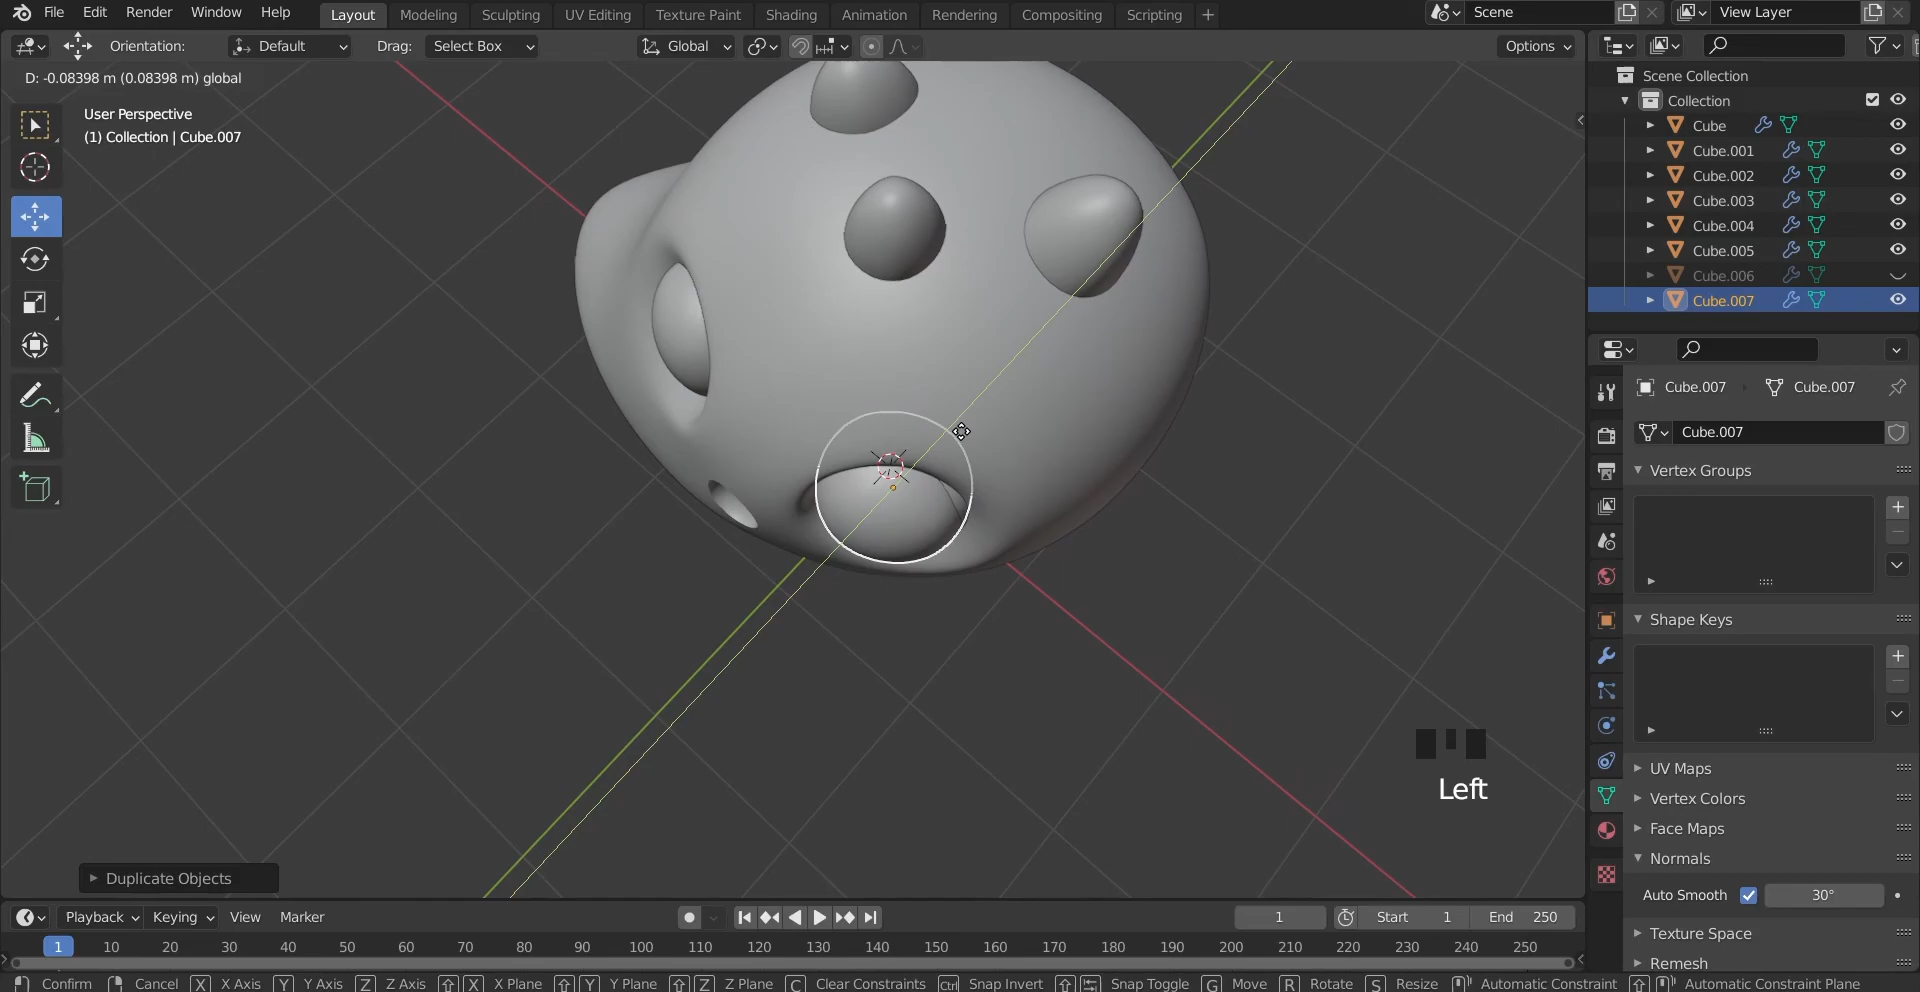 File Edit Render Window Help Layout Modeling Sculpting UV Editing Texture Paint Shading Animation Rendering Compositing Scripting + Scene View Layer
Orientation: Default Drag: Select Box Global Options
D: -0.08398 m (0.08398 m) global
User Perspective
(1) Collection | Cube.007
Scene Collection
Collection
Cube
Cube.001
Cube.002
Cube.003
Cube.004
Cube.005
Cube.006
Cube.007
Cube.007 Cube.007
Cube.007
Vertex Groups
Shape Keys
UV Maps
Vertex Colors
Face Maps
Normals
Auto Smooth 30°
Texture Space
Remesh
Left
Duplicate Objects
Playback Keying View Marker 1 Start 1 End 250
1 10 20 30 40 50 60 70 80 90 100 110 120 130 140 150 160 170 180 190 200 210 220 230 240 250
Confirm Cancel X X Axis Y Y Axis Z Z Axis X X Plane Y Y Plane Z Z Plane C Clear Constraints Ctrl Snap Invert Snap Toggle G Move R Rotate S Resize Automatic Constraint Automatic Constraint Plane